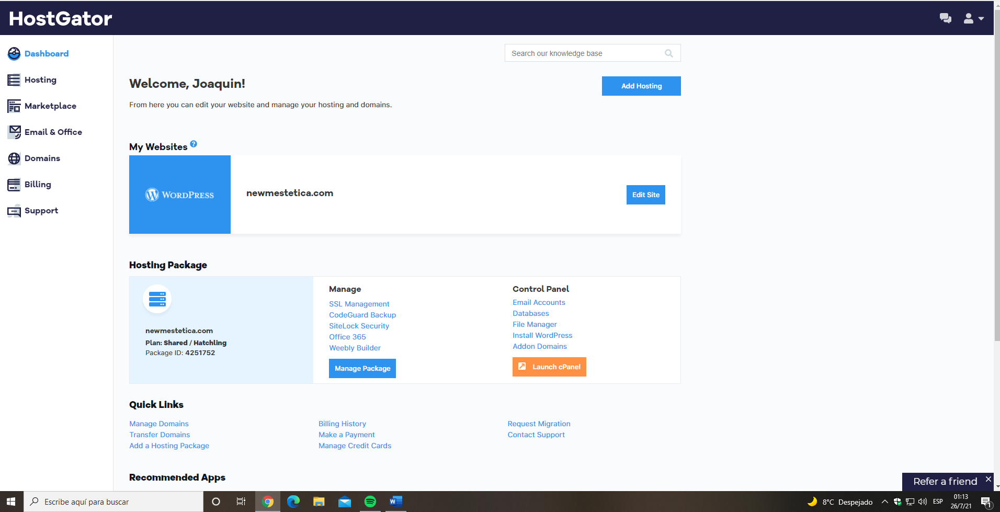 HostGator
Dashboard
Hosting
Marketplace
Email & Office
Domains
Billing
Support
Search our knowledge base
Welcome, Joaquin!
Add Hosting
From here you can edit your website and manage your hosting and domains.
My Websites ?
WORDPRESS
newmestetica.com
Edit Site
Hosting Package
newmestetica.com
Plan: Shared / Hatchling
Package ID: 4251752
Manage
SSL Management
CodeGuard Backup
SiteLock Security
Office 365
Weebly Builder
Manage Package
Control Panel
Email Accounts
Databases
File Manager
Install WordPress
Addon Domains
Launch cPanel
Quick Links
Manage Domains
Transfer Domains
Add a Hosting Package
Billing History
Make a Payment
Manage Credit Cards
Request Migration
Contact Support
Recommended Apps
Refer a friend
Escribe aquí para buscar
8°C Despejado
ESP
01:13
26/7/21
1